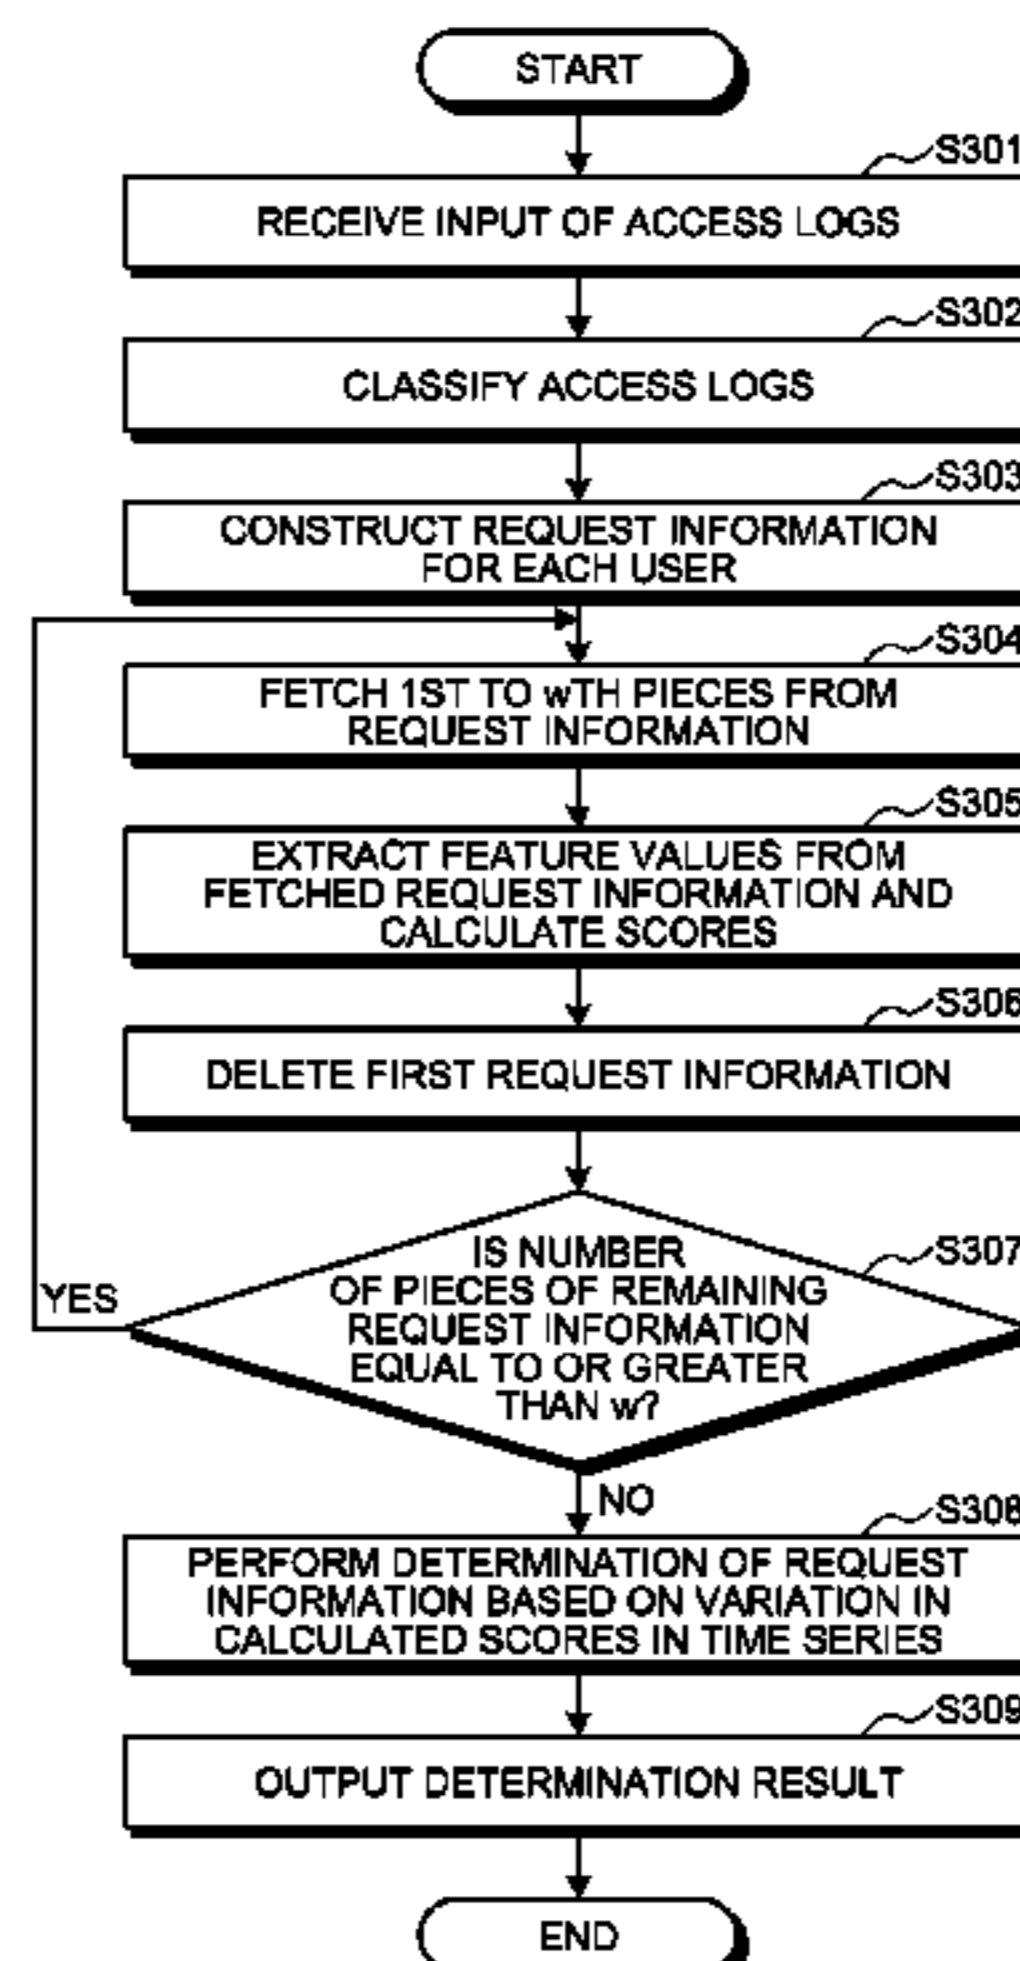 START
S301
RECEIVE INPUT OF ACCESS LOGS
S302
CLASSIFY ACCESS LOGS
S303
CONSTRUCT REQUEST INFORMATION
FOR EACH USER
S304
FETCH 1ST TO wTH PIECES FROM
REQUEST INFORMATION
S305
EXTRACT FEATURE VALUES FROM
FETCHED REQUEST INFORMATION AND
CALCULATE SCORES
S306
DELETE FIRST REQUEST INFORMATION
S307
IS NUMBER
OF PIECES OF REMAINING
REQUEST INFORMATION
EQUAL TO OR GREATER
THAN w?
YES
NO
S308
PERFORM DETERMINATION OF REQUEST
INFORMATION BASED ON VARIATION IN
CALCULATED SCORES IN TIME SERIES
S309
OUTPUT DETERMINATION RESULT
END